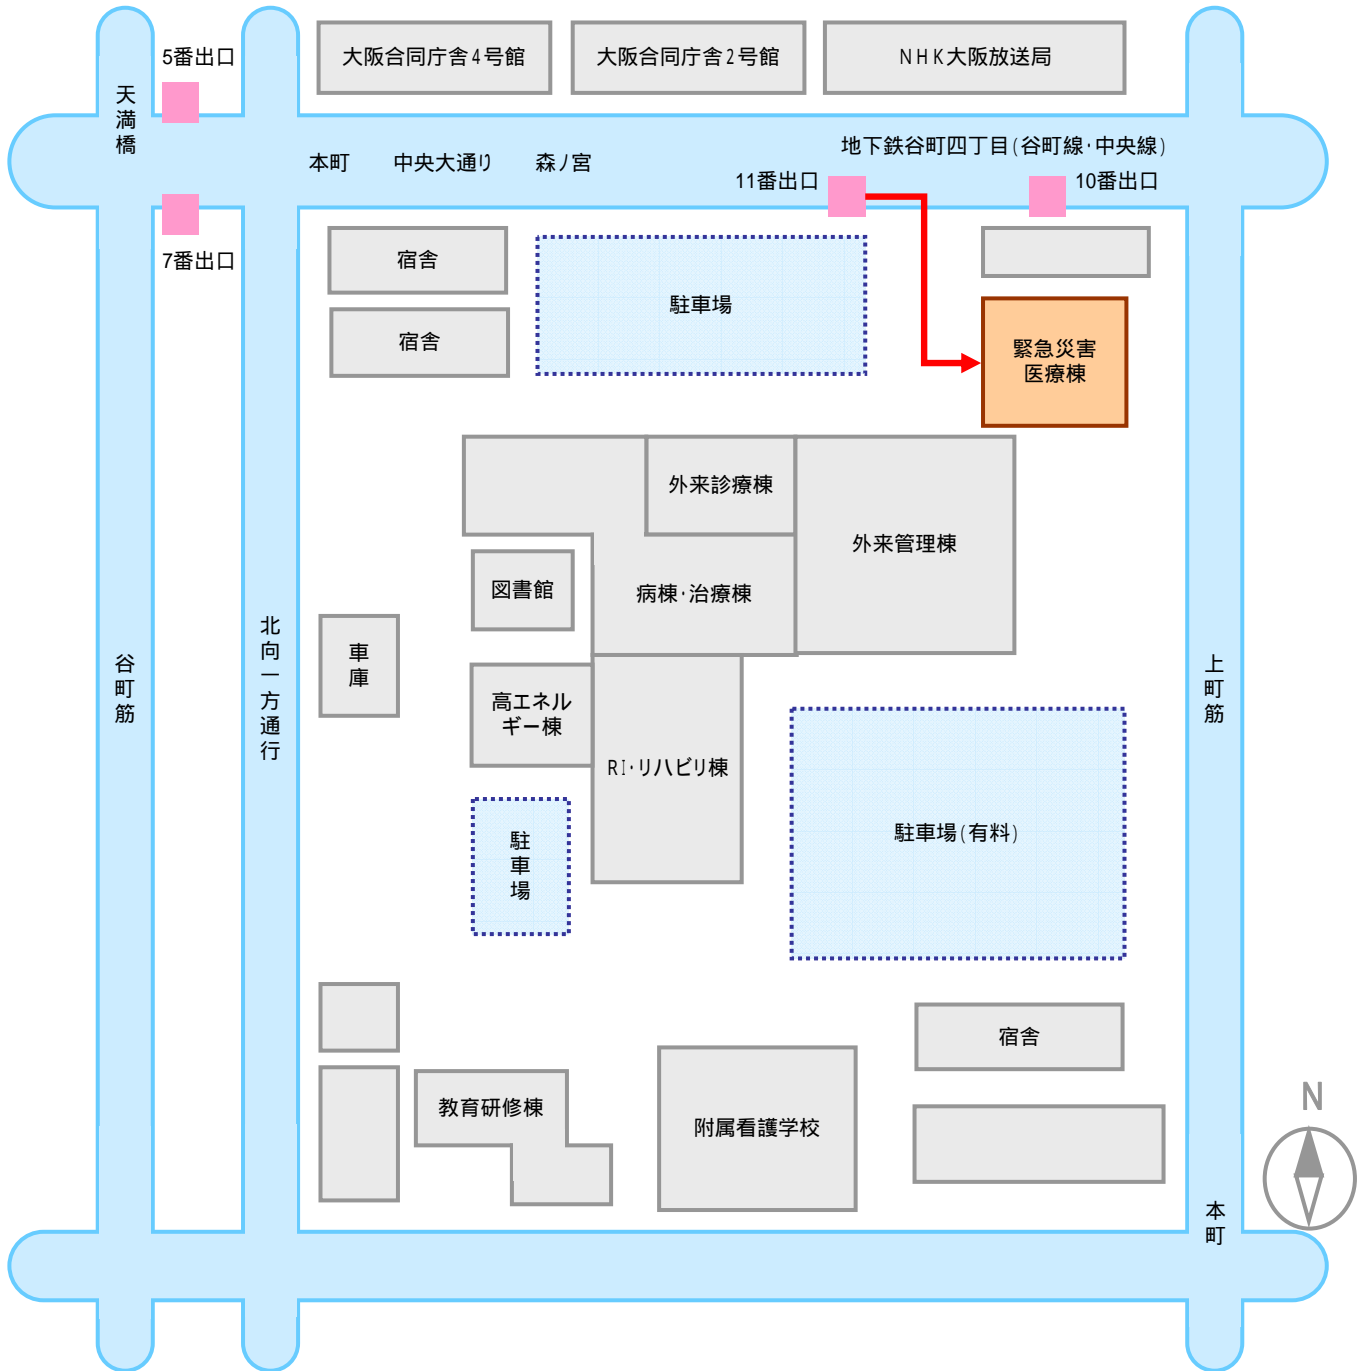 5番出口
大阪合同庁舎4号館
大阪合同庁舎2号館
NHK大阪放送局
天満橋
本町
中央大通り
森ノ宮
地下鉄谷町四丁目(谷町線・中央線)
11番出口
10番出口
7番出口
宿舎
駐車場
宿舎
緊急災害
医療棟
外来診療棟
外来管理棟
図書館
病棟・治療棟
車庫
谷町筋
北向一方通行
上町筋
高エネル
ギー棟
RI・リハビリ棟
駐車場
駐車場(有料)
宿舎
教育研修棟
附属看護学校
N
本町